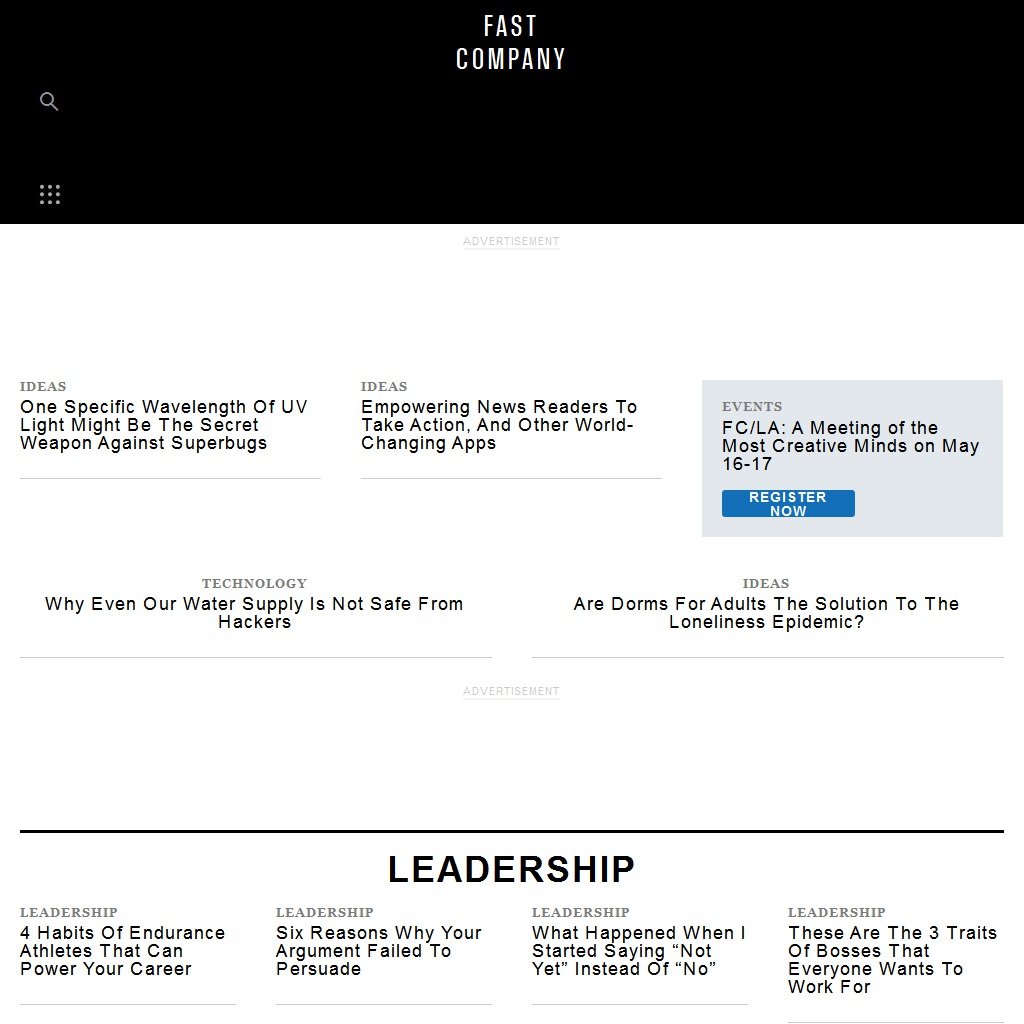 FAST
COMPANY
ADVERTISEMENT
IDEAS
One Specific Wavelength Of UV
Light Might Be The Secret
Weapon Against Superbugs
IDEAS
Empowering News Readers To
Take Action, And Other World-
Changing Apps
EVENTS
FC/LA: A Meeting of the
Most Creative Minds on May
16-17
REGISTER
NOW
TECHNOLOGY
Why Even Our Water Supply Is Not Safe From
Hackers
IDEAS
Are Dorms For Adults The Solution To The
Loneliness Epidemic?
ADVERTISEMENT
LEADERSHIP
LEADERSHIP
4 Habits Of Endurance
Athletes That Can
Power Your Career
LEADERSHIP
Six Reasons Why Your
Argument Failed To
Persuade
LEADERSHIP
What Happened When I
Started Saying “Not
Yet” Instead Of “No”
LEADERSHIP
These Are The 3 Traits
Of Bosses That
Everyone Wants To
Work For